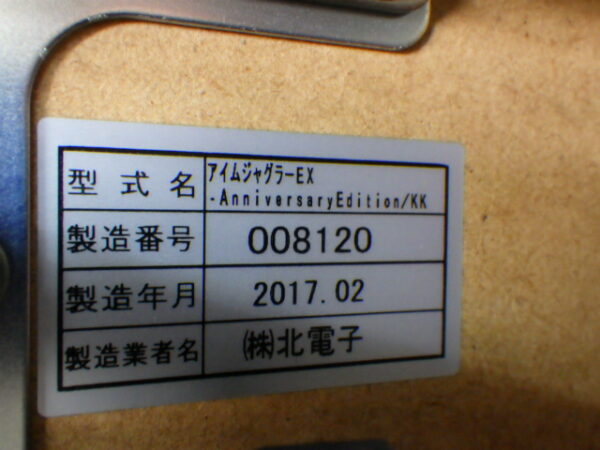 型式名 アイムジャグラーEX
-AnniversaryEdition/KK
製造番号 008120
製造年月 2017.02
製造業者名 ㈱北電子